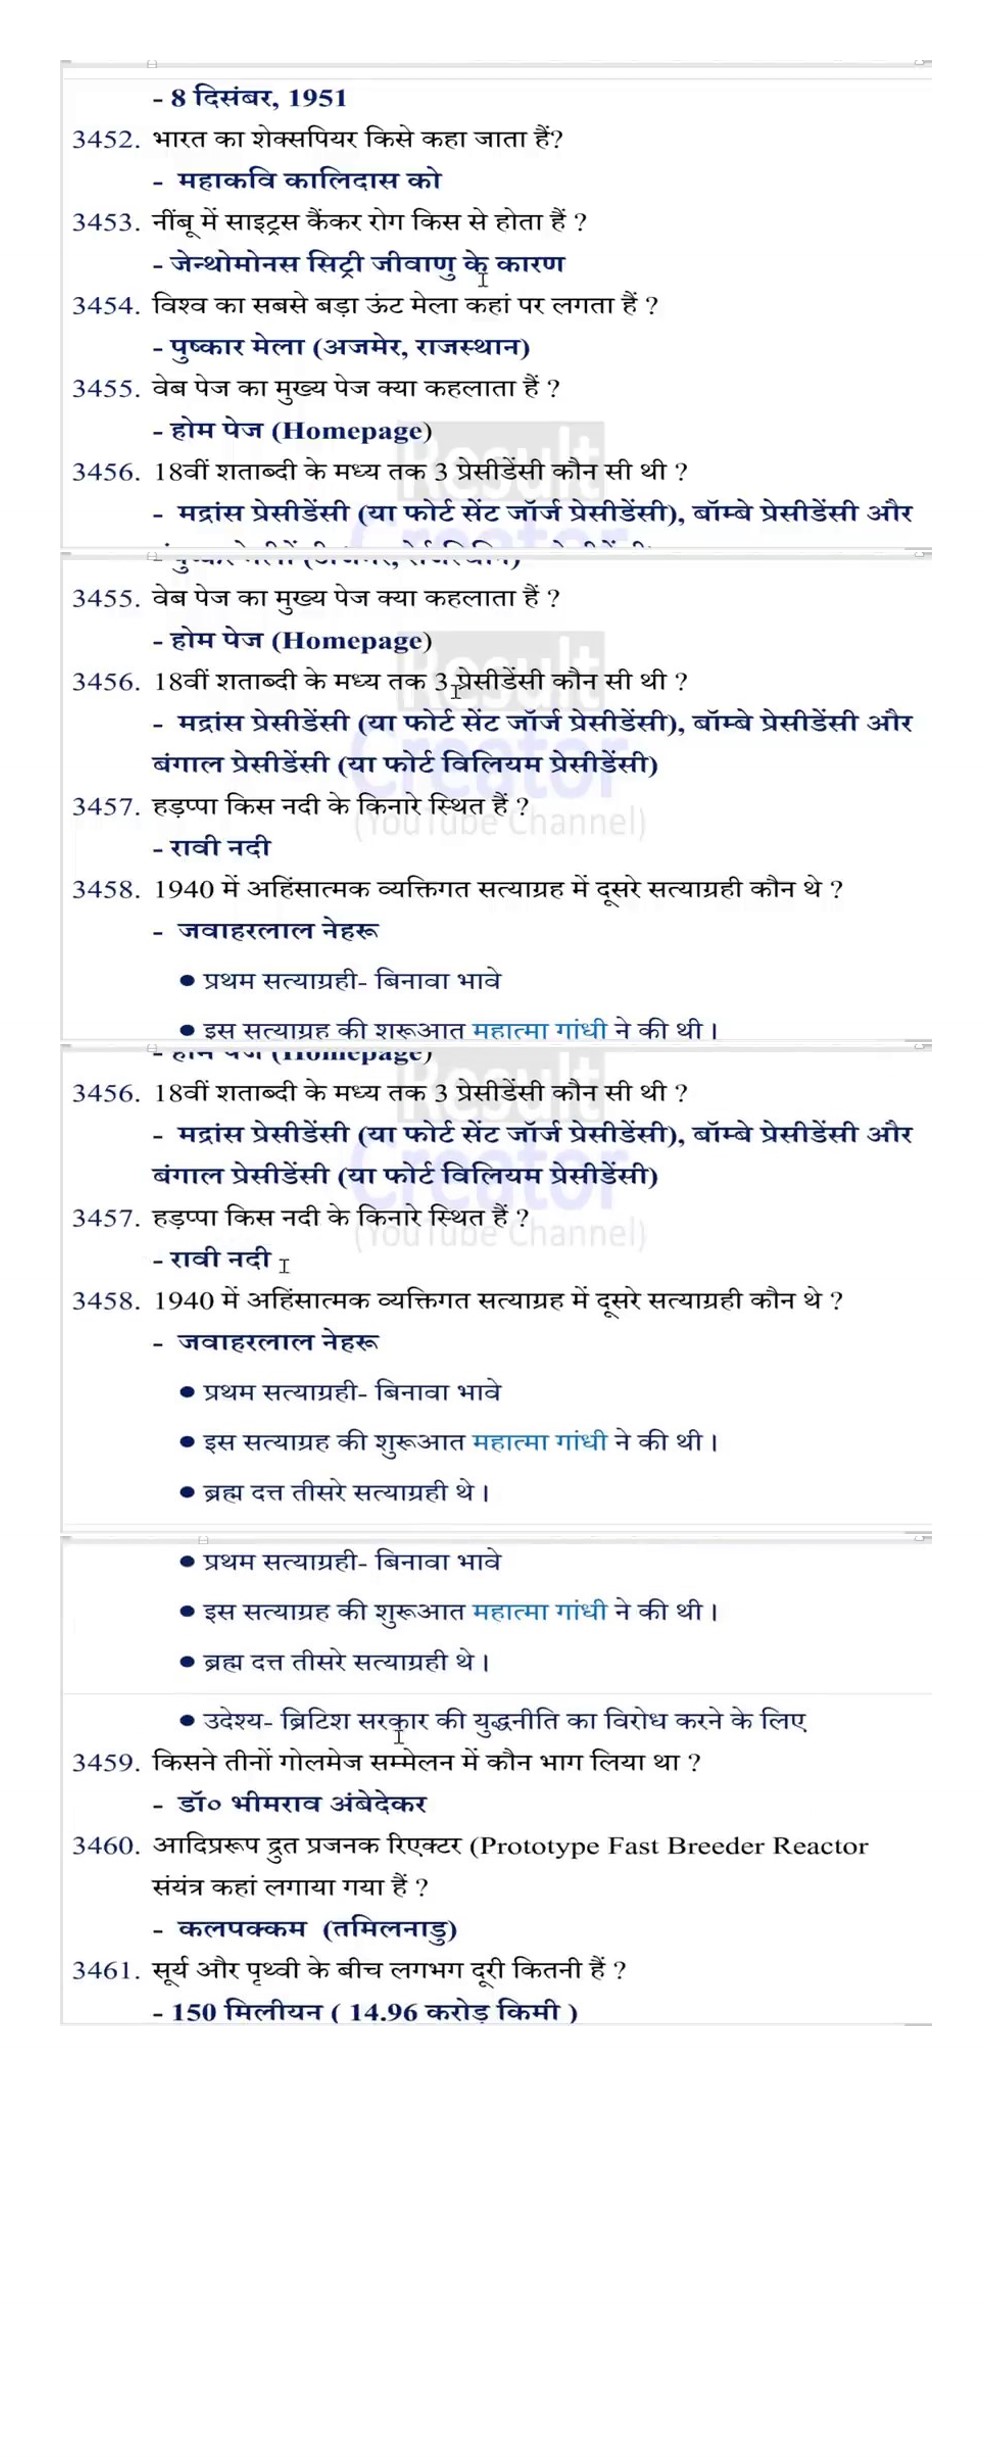 - 8 दिसंबर, 1951
3452. भारत का शेक्सपियर किसे कहा जाता हैं?
- महाकवि कालिदास को
3453. नींबू में साइट्रस कैंकर रोग किस से होता हैं ?
- जेन्थोमोनस सिट्री जीवाणु के कारण
3454. विश्व का सबसे बड़ा ऊंट मेला कहां पर लगता हैं ?
- पुष्कार मेला (अजमेर, राजस्थान)
3455. वेब पेज का मुख्य पेज क्या कहलाता हैं ?
- होम पेज (Homepage)
3456. 18वीं शताब्दी के मध्य तक 3 प्रेसीडेंसी कौन सी थी ?
- मद्रांस प्रेसीडेंसी (या फोर्ट सेंट जॉर्ज प्रेसीडेंसी), बॉम्बे प्रेसीडेंसी और
3455. वेब पेज का मुख्य पेज क्या कहलाता हैं ?
- होम पेज (Homepage)
Result
3456. 18वीं शताब्दी के मध्य तक 3 प्रेसीडेंसी कौन सी थी ?
- मद्रांस प्रेसीडेंसी (या फोर्ट सेंट जॉर्ज प्रेसीडेंसी), बॉम्बे प्रेसीडेंसी और
Creator
बंगाल प्रेसीडेंसी (या फोर्ट विलियम प्रेसीडेंसी)
3457. हड़प्पा किस नदी के किनारे स्थित हैं ?
(YouTube Channel)
- रावी नदी
3458. 1940 में अहिंसात्मक व्यक्तिगत सत्याग्रह में दूसरे सत्याग्रही कौन थे ?
- जवाहरलाल नेहरू
● प्रथम सत्याग्रही- बिनावा भावे
● इस सत्याग्रह की शुरूआत महात्मा गांधी ने की थी।
- होम पेज (Homepage)
Result
3456. 18वीं शताब्दी के मध्य तक 3 प्रेसीडेंसी कौन सी थी ?
- मद्रांस प्रेसीडेंसी (या फोर्ट सेंट जॉर्ज प्रेसीडेंसी), बॉम्बे प्रेसीडेंसी और
Creator
बंगाल प्रेसीडेंसी (या फोर्ट विलियम प्रेसीडेंसी)
3457. हड़प्पा किस नदी के किनारे स्थित हैं ?
(YouTube Channel)
- रावी नदी
3458. 1940 में अहिंसात्मक व्यक्तिगत सत्याग्रह में दूसरे सत्याग्रही कौन थे ?
- जवाहरलाल नेहरू
● प्रथम सत्याग्रही- बिनावा भावे
● इस सत्याग्रह की शुरूआत महात्मा गांधी ने की थी।
● ब्रह्म दत्त तीसरे सत्याग्रही थे।
● प्रथम सत्याग्रही- बिनावा भावे
● इस सत्याग्रह की शुरूआत महात्मा गांधी ने की थी।
● ब्रह्म दत्त तीसरे सत्याग्रही थे।
● उदेश्य- ब्रिटिश सरकार की युद्धनीति का विरोध करने के लिए
3459. किसने तीनों गोलमेज सम्मेलन में कौन भाग लिया था ?
- डॉ० भीमराव अंबेदेकर
3460. आदिप्ररूप द्रुत प्रजनक रिएक्टर (Prototype Fast Breeder Reactor
संयंत्र कहां लगाया गया हैं ?
- कलपक्कम (तमिलनाडु)
3461. सूर्य और पृथ्वी के बीच लगभग दूरी कितनी हैं ?
- 150 मिलीयन ( 14.96 करोड़ किमी )